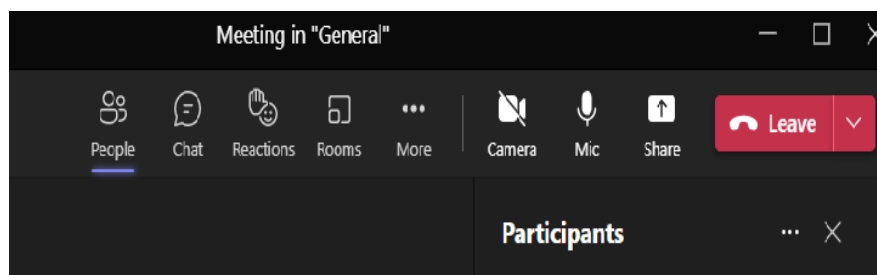 Meeting in "General"
People Chat Reactions Rooms More Camera Mic Share Leave
Participants